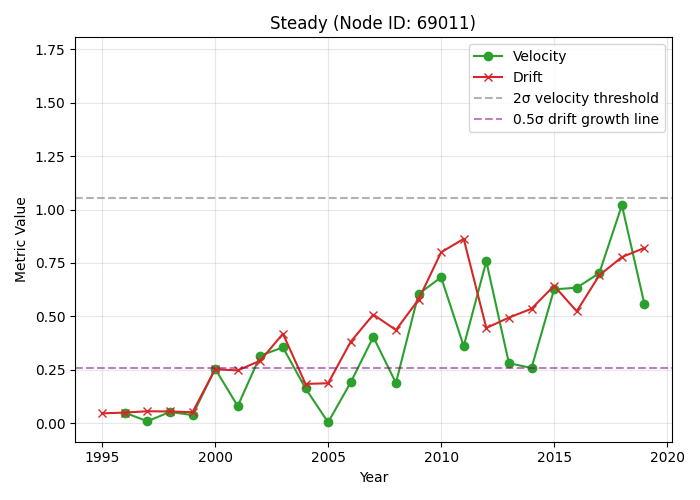 Steady (Node ID: 69011)
Velocity
Drift
2σ velocity threshold
0.5σ drift growth line
Metric Value
1.75
1.50
1.25
1.00
0.75
0.50
0.25
0.00
1995
2000
2005
2010
2015
2020
Year